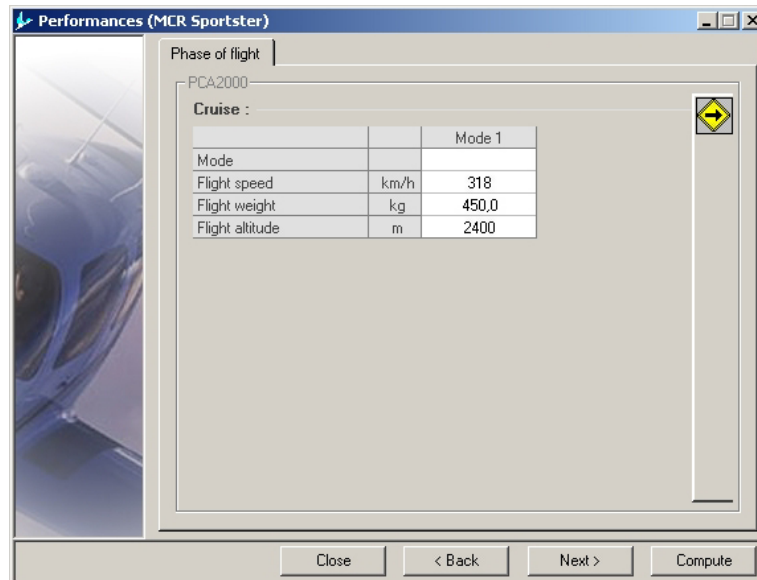 Performances (MCR Sportster)
Phase of flight
PCA2000
Cruise :
Mode 1
Mode
Flight speed km/h 318
Flight weight kg 450,0
Flight altitude m 2400
Close < Back Next > Compute